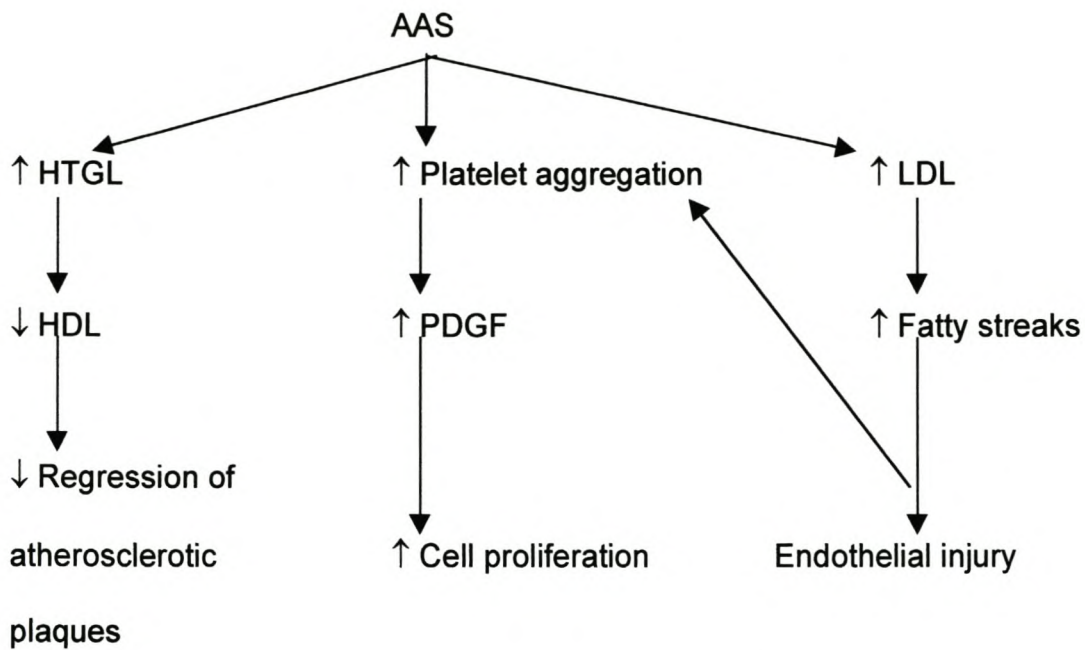 AAS
↑ HTGL
↑ Platelet aggregation
↑ LDL
↓ HDL
↑ PDGF
↑ Fatty streaks
↓ Regression of
atherosclerotic
plaques
↑ Cell proliferation
Endothelial injury